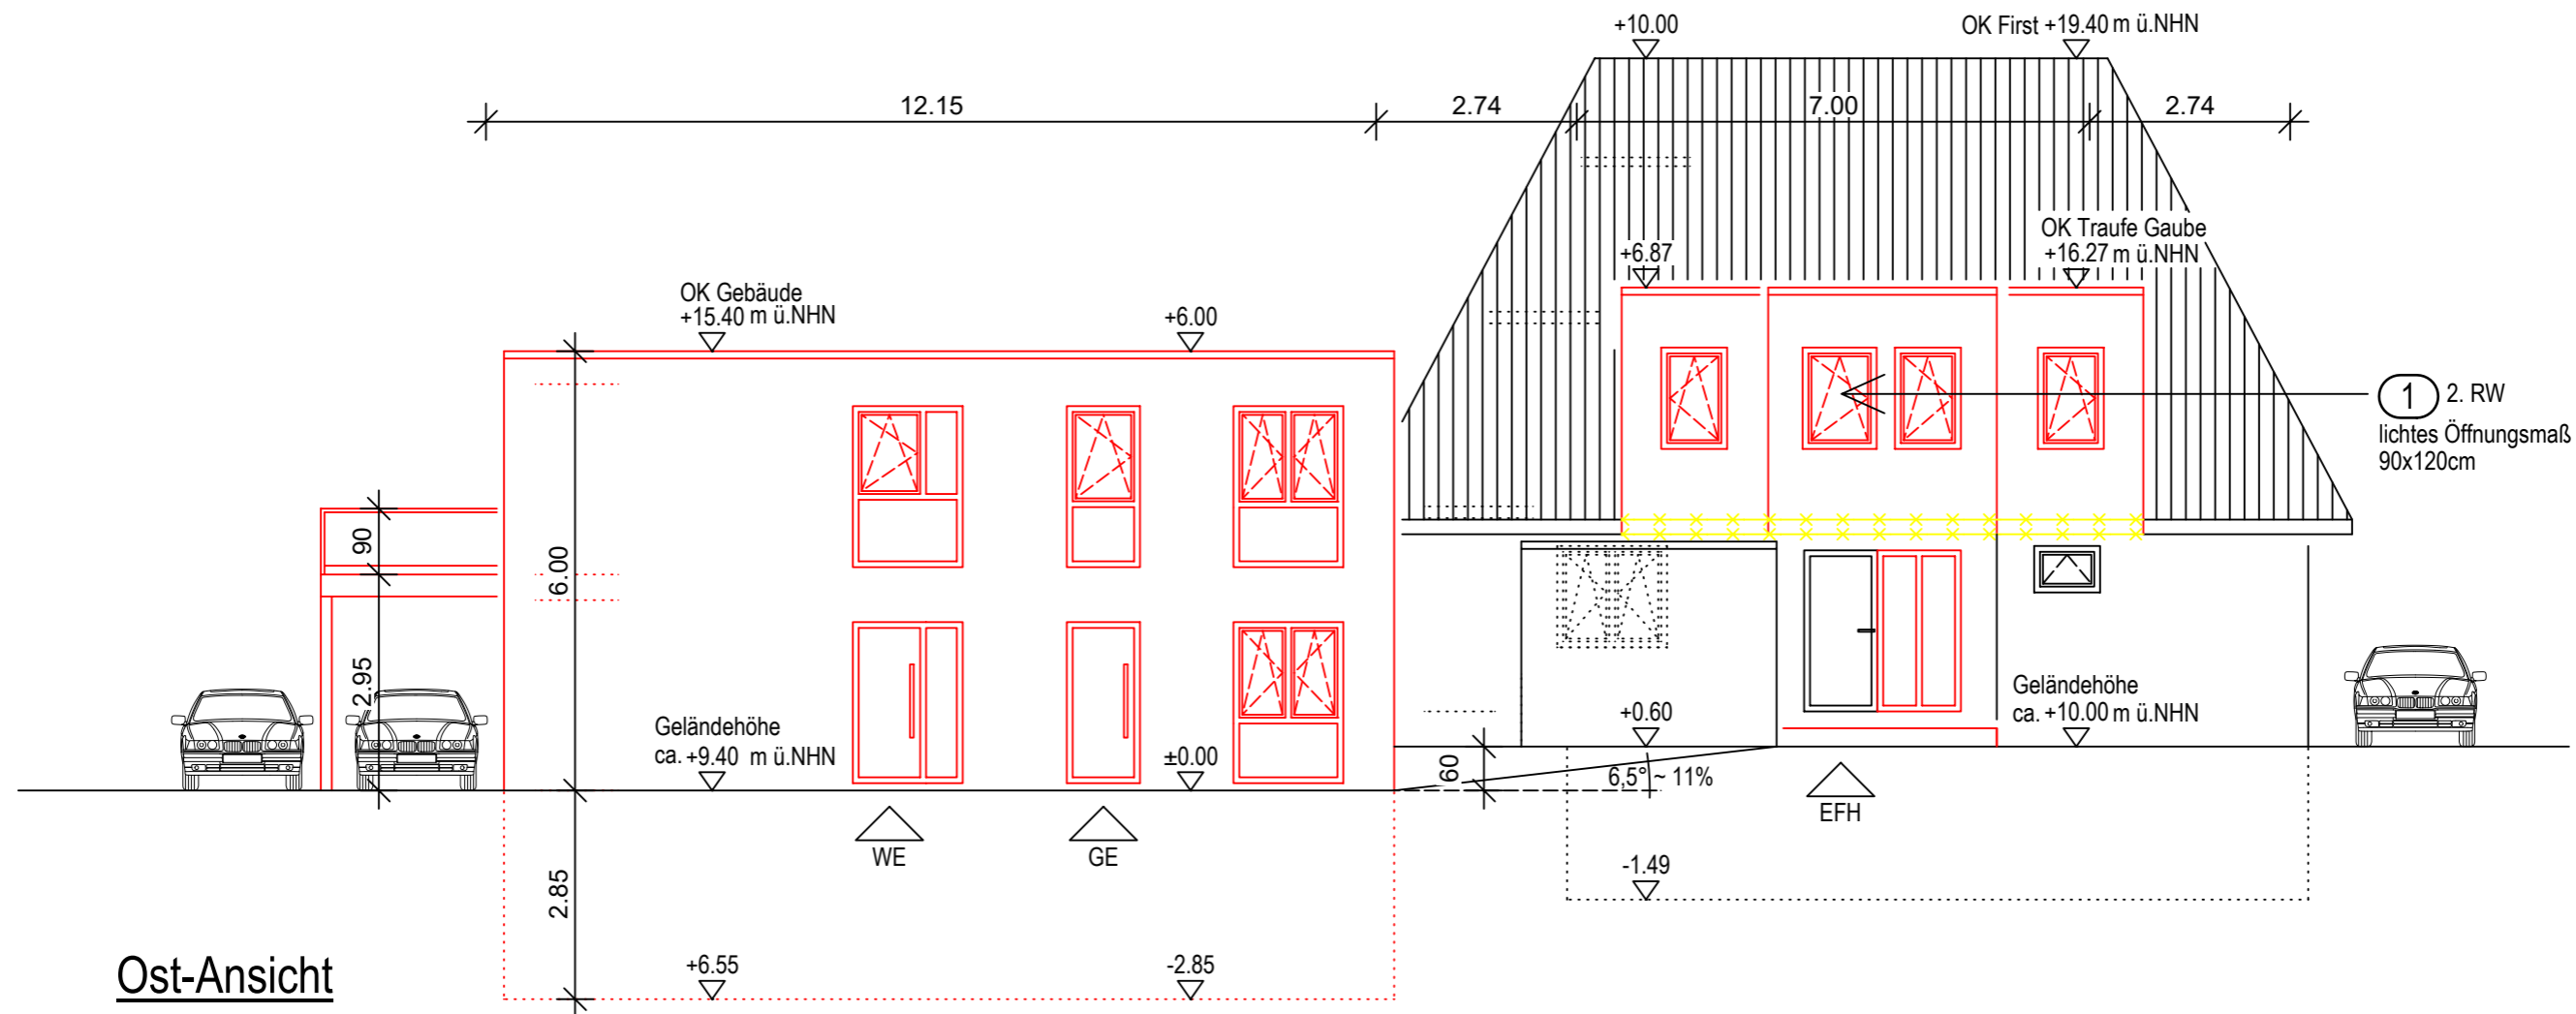 +10.00
OK First +19.40 m ü.NHN
12.15
2.74
7.00
2.74
OK Traufe Gaube
+6.87
+16.27 m ü.NHN
OK Gebäude
+15.40 m ü.NHN
+6.00
1 2. RW
lichtes Öffnungsmaß
90x120cm
90
6.00
2.95
Geländehöhe
ca. +9.40 m ü.NHN
±0.00
+0.60
Geländehöhe
ca. +10.00 m ü.NHN
60
6,5° ~ 11%
WE
GE
EFH
2.85
-1.49
Ost-Ansicht
+6.55
-2.85